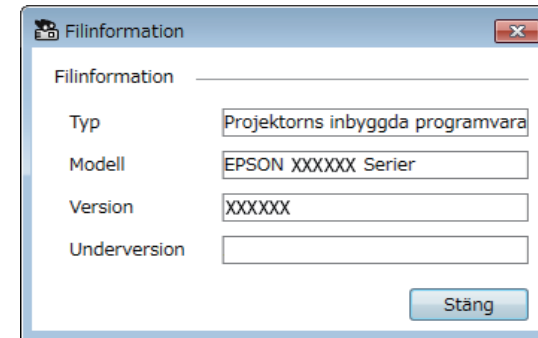 Filinformation
Filinformation
Typ Projektorns inbyggda programvara
Modell EPSON XXXXXX Serier
Version XXXXXX
Underversion
Stäng